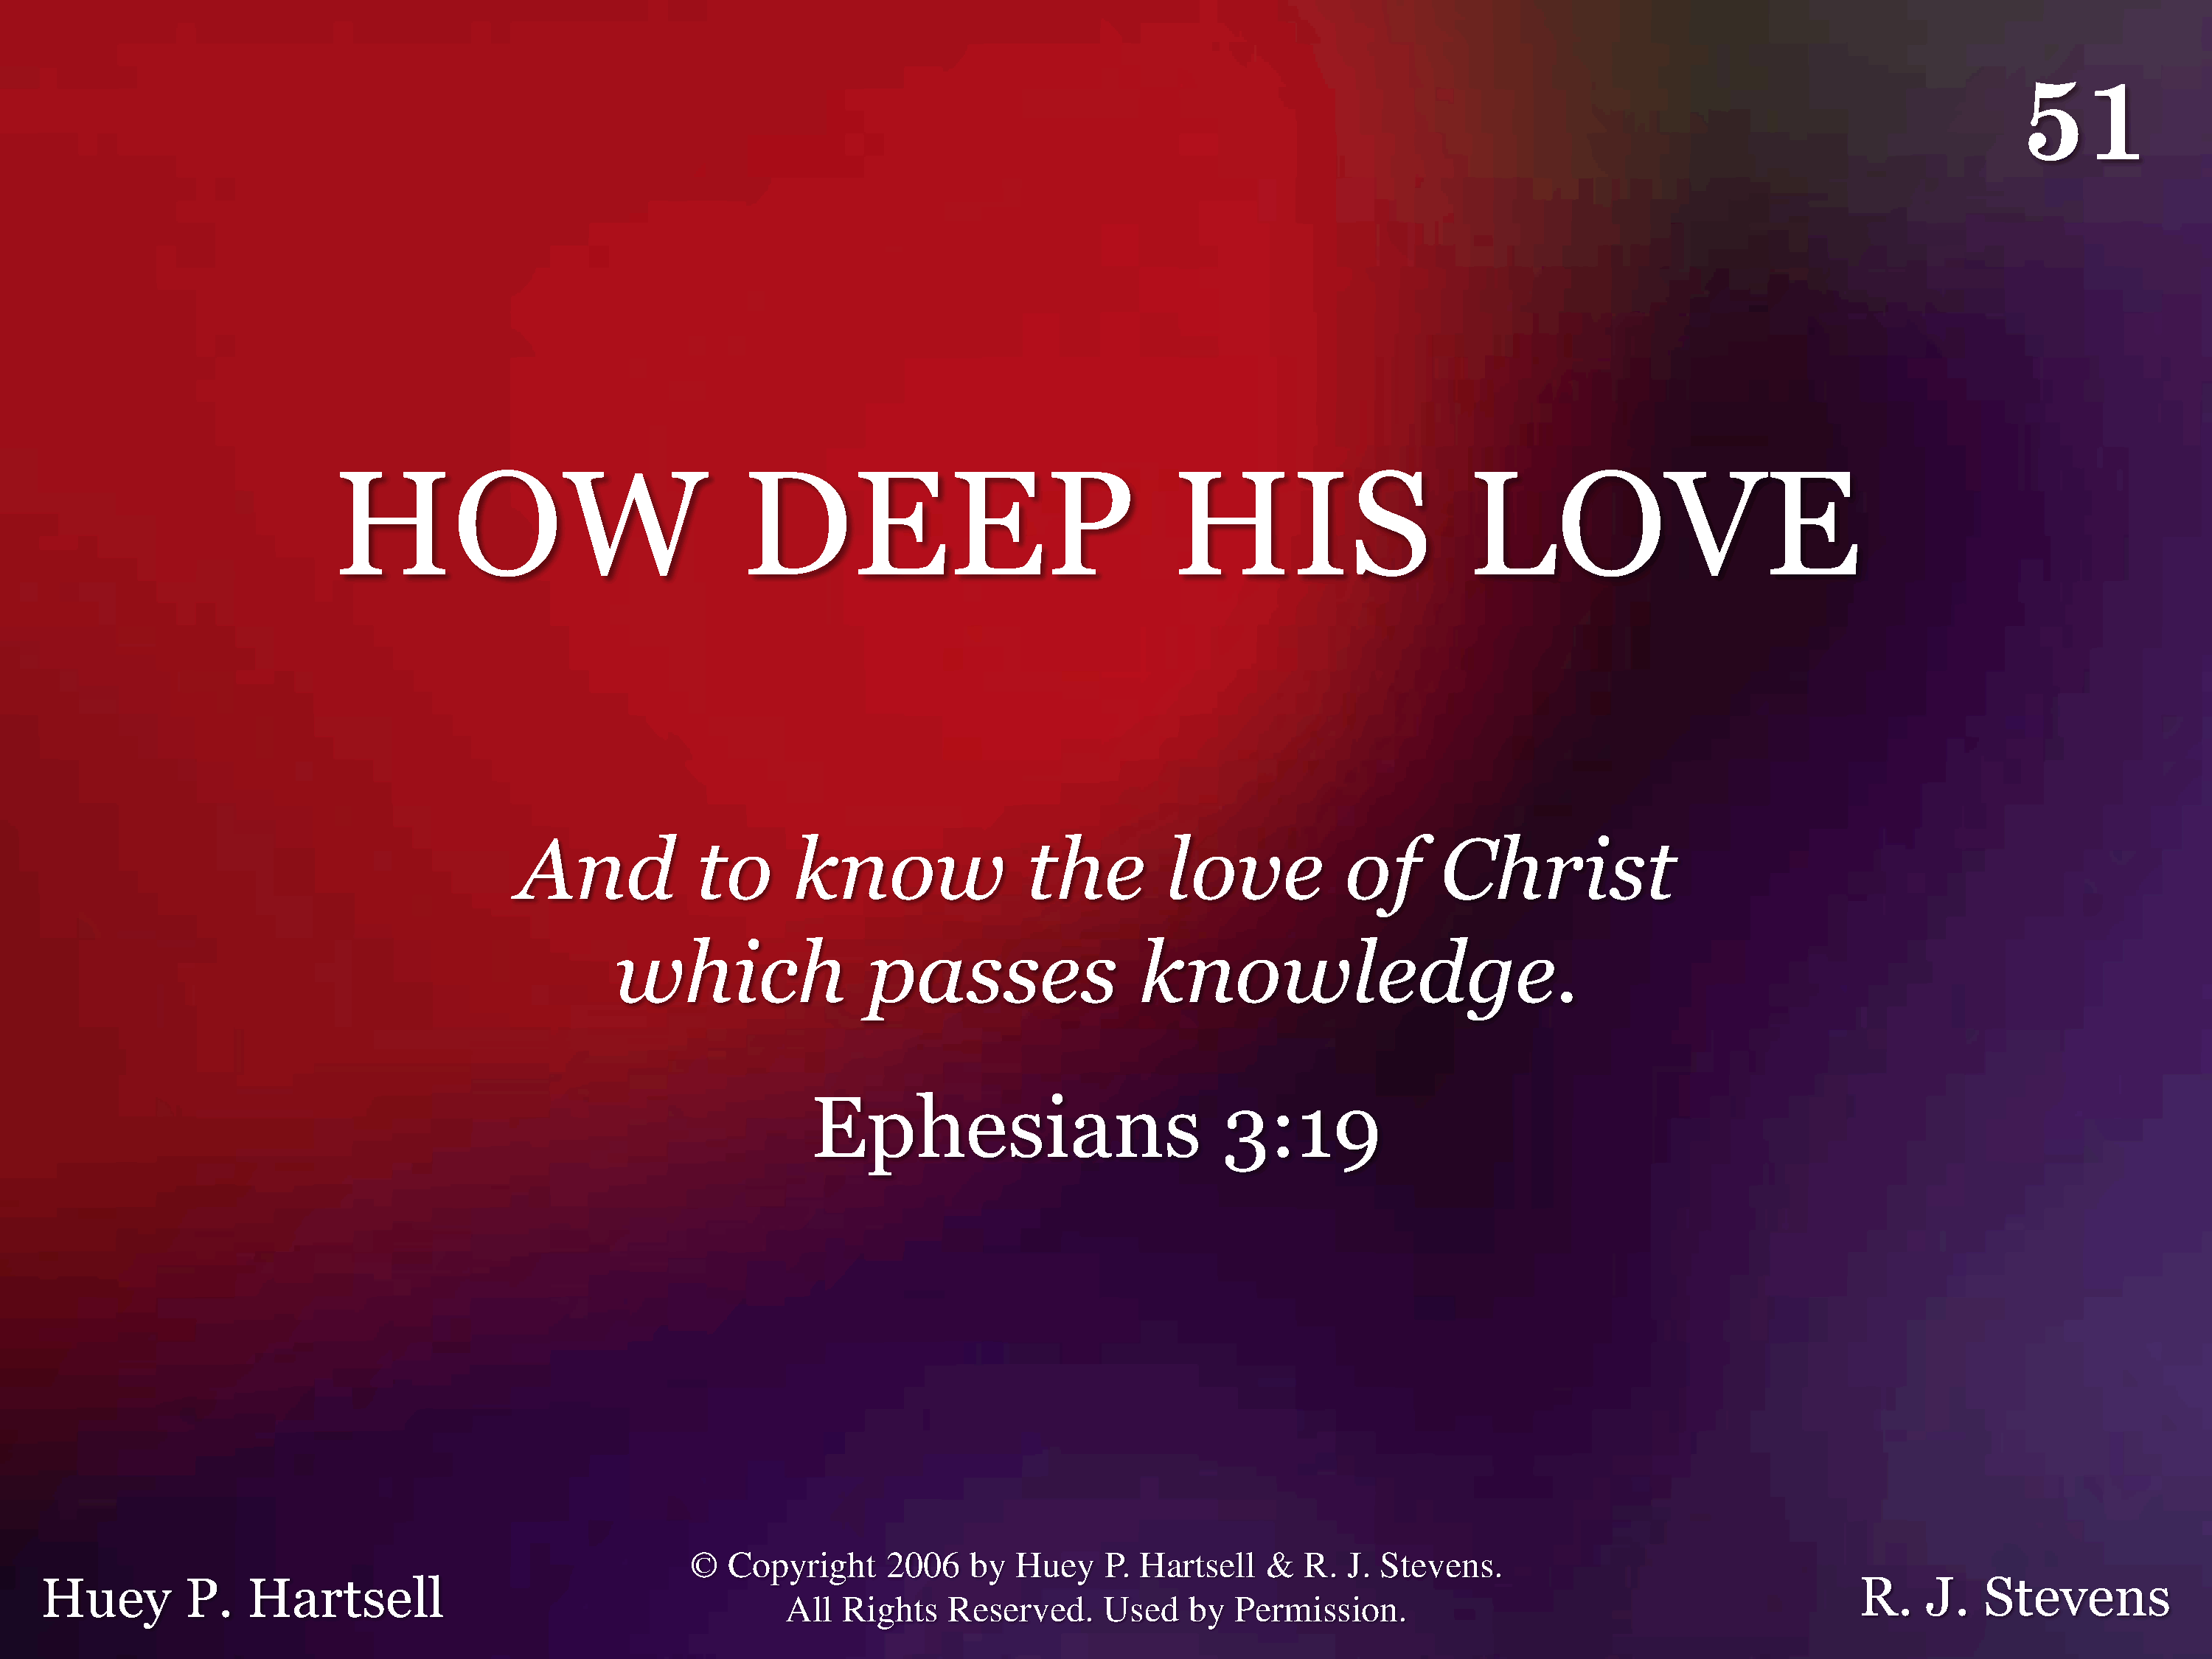 51
HOW DEEP HIS LOVE
And to know the love of Christ
which passes knowledge.
Ephesians 3:19
© Copyright 2006 by Huey P. Hartsell & R. J. Stevens.
All Rights Reserved. Used by Permission.
Huey P. Hartsell
R. J. Stevens